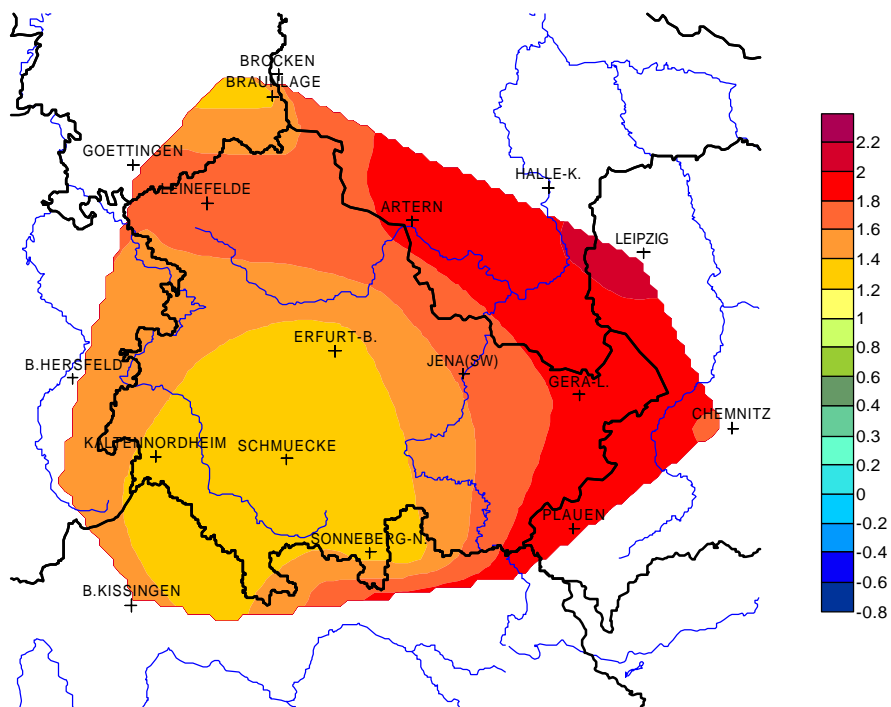 BROCKEN
BRAUNLAGE
GOETTINGEN
HALLE-K.
LEINEFELDE
ARTERN
LEIPZIG
ERFURT-B.
JENA(SW)
B.HERSFELD
GERA-L.
CHEMNITZ
KALTENNORDHEIM
SCHMUECKE
PLAUEN
SONNEBERG-N.
B.KISSINGEN
2.2
2
1.8
1.6
1.4
1.2
1
0.8
0.6
0.4
0.3
0.2
0
-0.2
-0.4
-0.6
-0.8